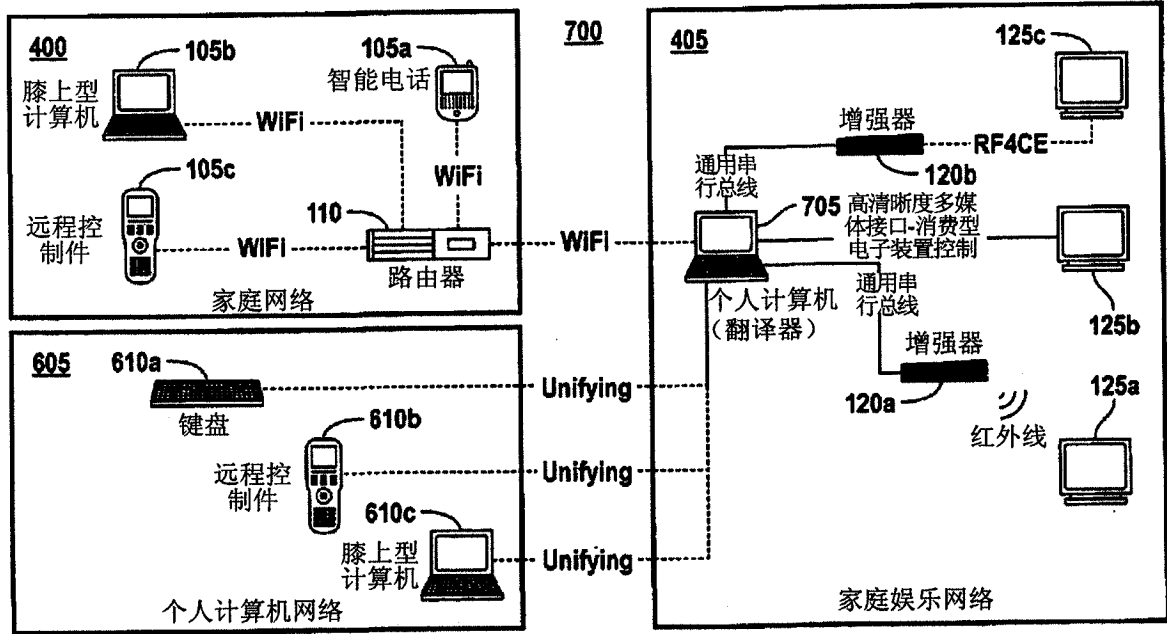 400
105b
105a
膝上型
计算机
智能电话
WiFi
WiFi
105c
110
远程控
制件
WiFi
路由器
家庭网络
700
WiFi
405
125c
增强器
RF4CE
120b
通用串
行总线
705
高清晰度多媒
体接口-消费型
电子装置控制
个人计算机
（翻译器）
通用串
行总线
125b
增强器
120a
125a
红外线
家庭娱乐网络
605
610a
键盘
Unifying
610b
远程控
制件
Unifying
610c
膝上型
计算机
Unifying
个人计算机网络